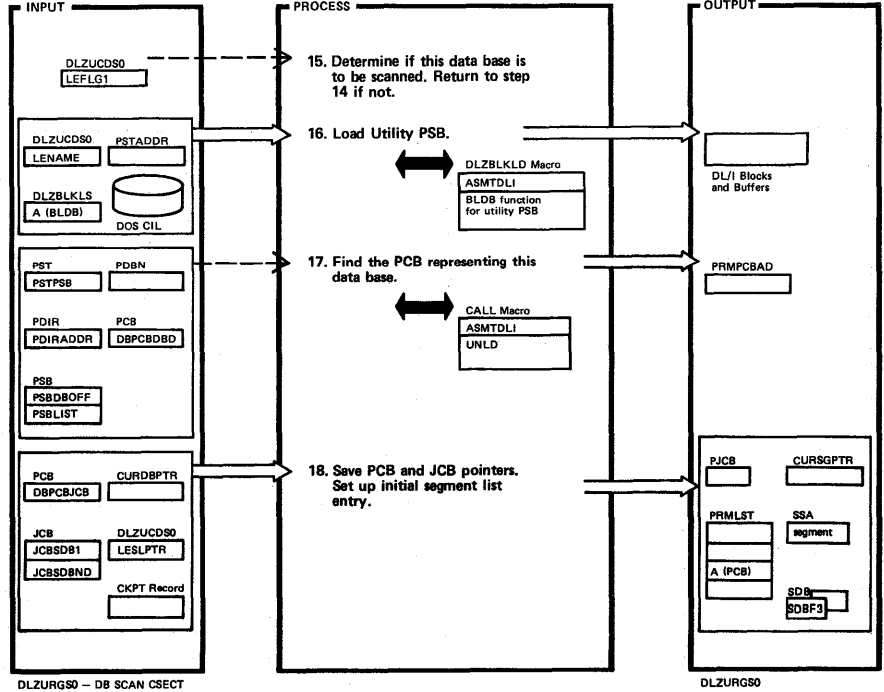 INPUT
DLZUCDS0
LEFLG1
DLZUCDS0
PSTADDR
LENAME
DLZBLKLS
A (BLDB)
DOS CIL
PST
PDBN
PSTPSB
PDIR
PCB
PDIRADDR
DBPCBDBD
PSB
PSBDBOFF
PSBLIST
PCB
CURDBPTR
DBPCBJCB
JCB
DLZUCDS0
JCBSDB1
LESLPTR
JCBSDBND
CKPT Record
DLZURGS0 — DB SCAN CSECT
PROCESS
15. Determine if this data base is
to be scanned. Return to step
14 if not.
16. Load Utility PSB.
DLZBLKLD Macro
ASMTDLI
BLDB function
for utility PSB
17. Find the PCB representing this
data base.
CALL Macro
ASMTDLI
UNLD
18. Save PCB and JCB pointers.
Set up initial segment list
entry.
OUTPUT
DL/I Blocks
and Buffers
PRMPCBAD
PJCB
CURSGPTR
PRMLST
SSA
segment
A (PCB)
SDB
SDBF3
DLZURGS0